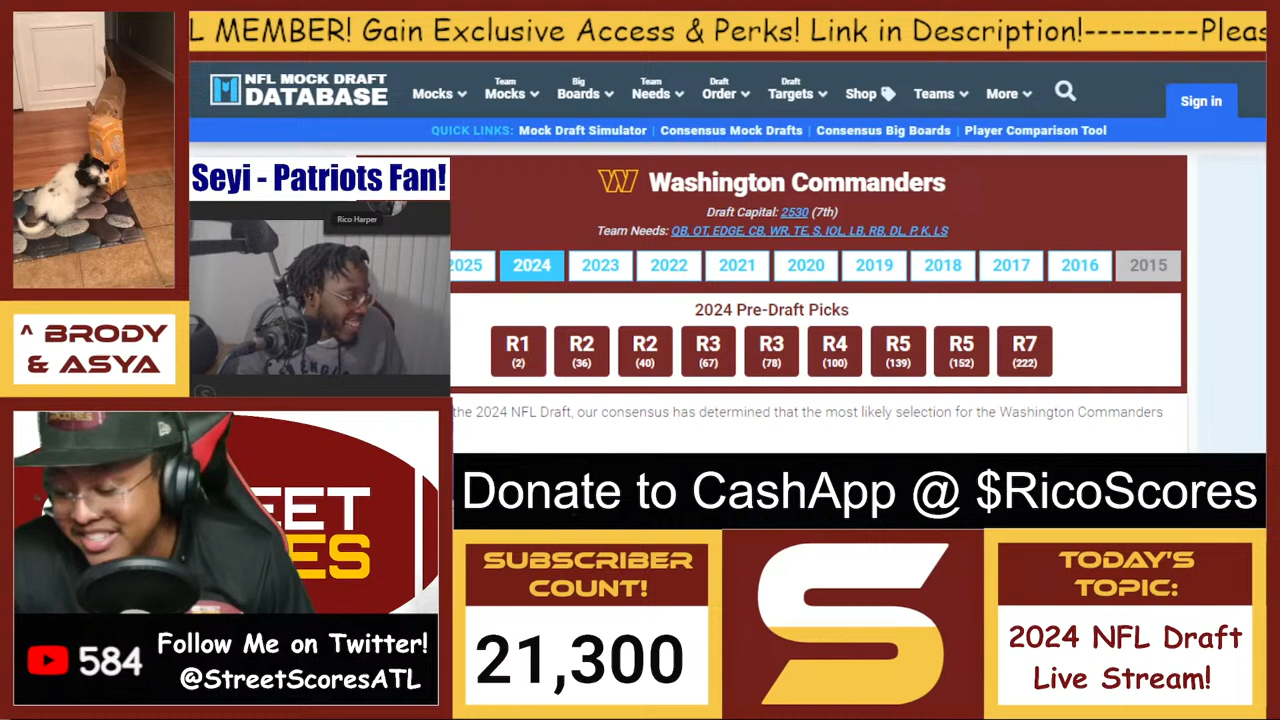 L MEMBER! Gain Exclusive Access & Perks! Link in Description!---------Pleas
NFL MOCK DRAFT
DATABASE
Mocks
Team
Mocks
Big
Boards
Team
Needs
Draft
Order
Draft
Targets
Shop
Teams
More
Sign in
QUICK LINKS: Mock Draft Simulator | Consensus Mock Drafts | Consensus Big Boards | Player Comparison Tool
Seyi - Patriots Fan!
Rico Harper
W Washington Commanders
Draft Capital: 2530 (7th)
Team Needs: QB, OT, EDGE, CB, WR, TE, S, IOL, LB, RB, DL, P, K, LS
2025 2024 2023 2022 2021 2020 2019 2018 2017 2016 2015
2024 Pre-Draft Picks
R1 R2 R2 R3 R3 R4 R5 R5 R7
(2) (36) (40) (67) (78) (100) (139) (152) (222)
the 2024 NFL Draft, our consensus has determined that the most likely selection for the Washington Commanders
^ BRODY
& ASYA
EET
ES
Donate to CashApp @ $RicoScores
584
Follow Me on Twitter!
@StreetScoresATL
SUBSCRIBER
COUNT!
21,300
S
TODAY'S
TOPIC:
2024 NFL Draft
Live Stream!